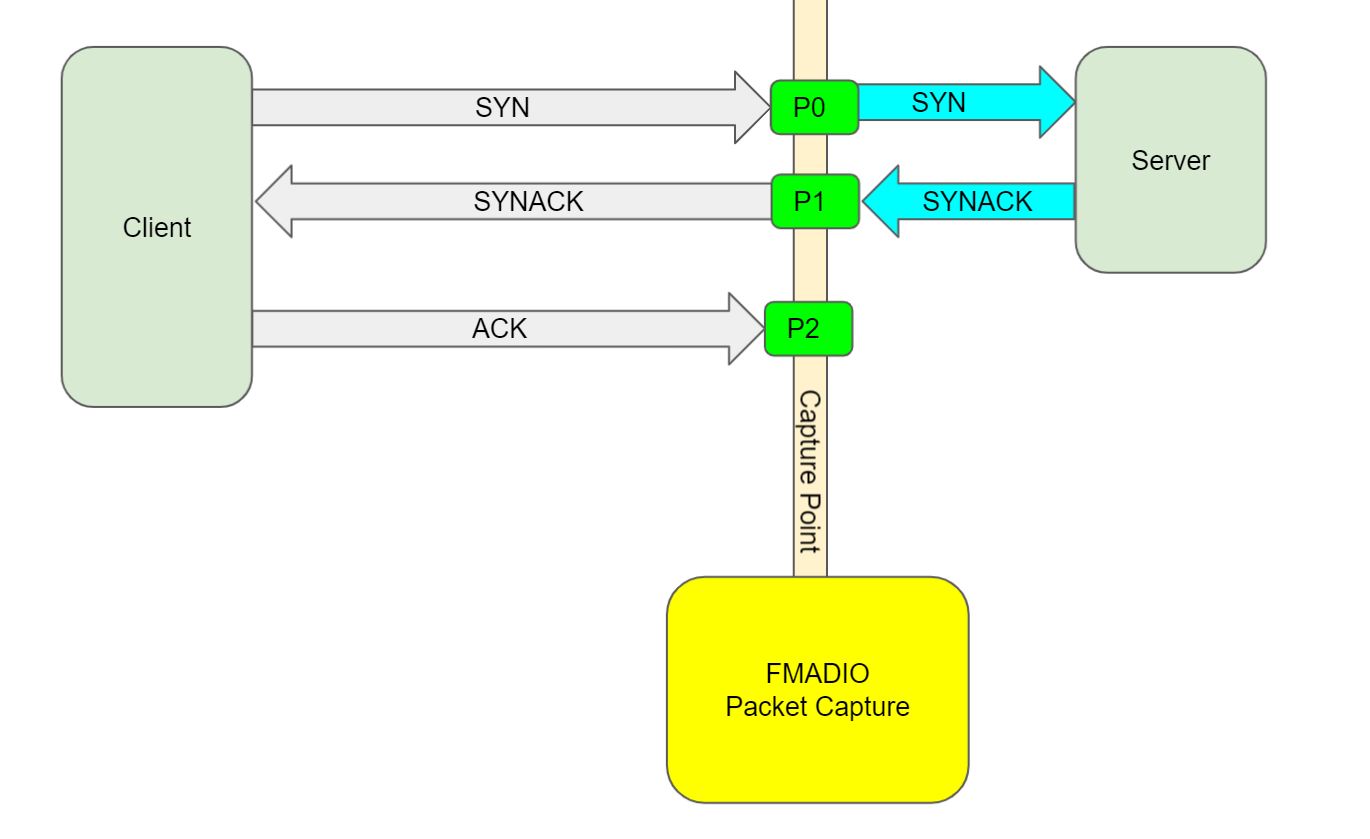 SYN
P0
SYN
Server
SYNACK
P1
SYNACK
Client
ACK
P2
Capture Point
FMADIO
Packet Capture